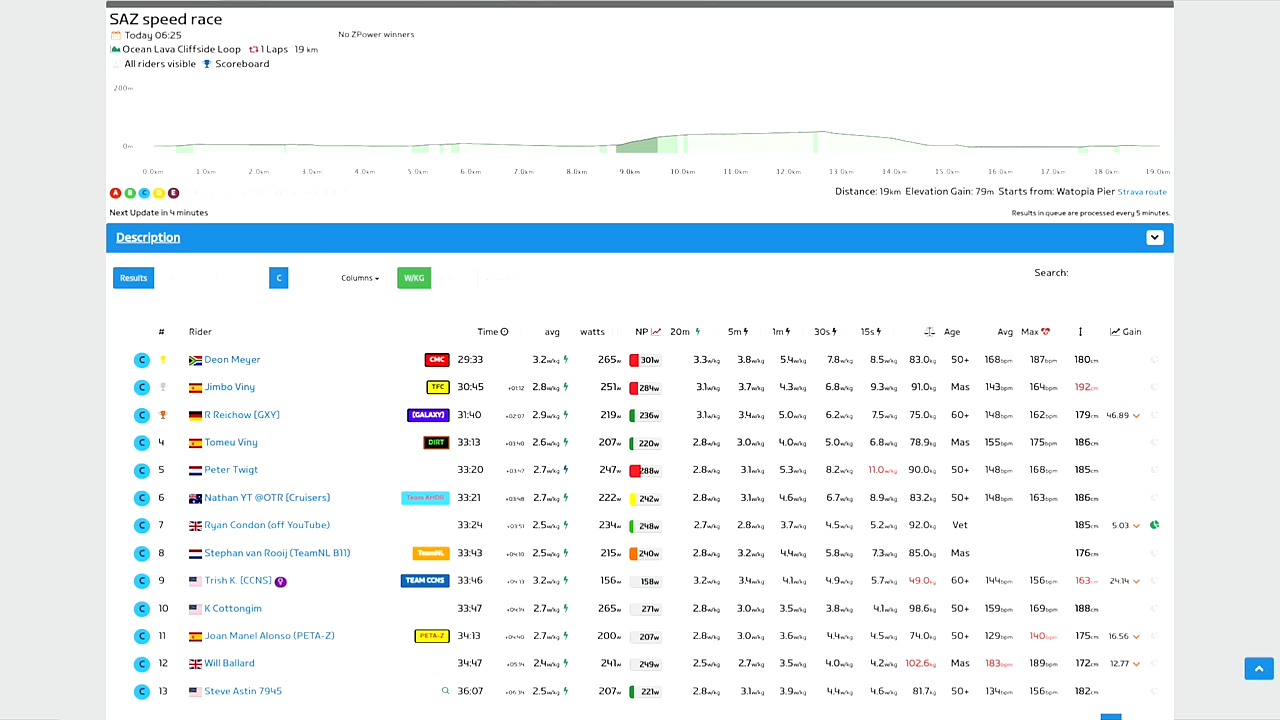 SAZ speed race
Today 06:25
No ZPower winners
Ocean Lava Cliffside Loop 1 Laps 19 km
All riders visible Scoreboard
200m
0m
0.0km 1.0km 2.0km 3.0km 4.0km 5.0km 6.0km 7.0km 8.0km 9.0km 10.0km 11.0km 12.0km 13.0km 14.0km 15.0km 16.0km 17.0km 18.0km 19.0km
A B C D E
Distance: 19km Elevation Gain: 79m Starts from: Watopia Pier Strava route
Next Update in 4 minutes
Results in queue are processed every 5 minutes.
Description
Results C Columns W/KG Search:
# Rider Time avg watts NP 20m 5m 1m 30s 15s Age Avg Max Gain
C Deon Meyer CMC 29:33 3.2w/kg 265w 301w 3.3w/kg 3.8w/kg 5.4w/kg 7.8w/kg 8.5w/kg 83.0kg 50+ 168bpm 187bpm 180cm
C Jimbo Viny TFC 30:45 +01:12 2.8w/kg 251w 284w 3.1w/kg 3.7w/kg 4.3w/kg 6.8w/kg 9.3w/kg 91.0kg Mas 143bpm 164bpm 192cm
C R Reichow [GXY] [GALAXY] 31:40 +02:07 2.9w/kg 219w 236w 3.1w/kg 3.4w/kg 5.0w/kg 6.2w/kg 7.5w/kg 75.0kg 60+ 148bpm 162bpm 179cm 46.89
C 4 Tomeu Viny DIRT 33:13 +03:40 2.6w/kg 207w 220w 2.8w/kg 3.0w/kg 4.0w/kg 5.0w/kg 6.8w/kg 78.9kg Mas 155bpm 175bpm 186cm
C 5 Peter Twigt 33:20 +03:47 2.7w/kg 247w 288w 2.8w/kg 3.1w/kg 5.3w/kg 8.2w/kg 11.0w/kg 90.0kg 50+ 148bpm 168bpm 185cm
C 6 Nathan YT @OTR [Cruisers] Team AHDR 33:21 +03:48 2.7w/kg 222w 242w 2.8w/kg 3.1w/kg 4.6w/kg 6.7w/kg 8.9w/kg 83.2kg 50+ 148bpm 163bpm 186cm
C 7 Ryan Condon (off YouTube) 33:24 +03:51 2.5w/kg 234w 248w 2.7w/kg 2.8w/kg 3.7w/kg 4.5w/kg 5.2w/kg 92.0kg Vet 185cm 5.03
C 8 Stephan van Rooij (TeamNL B11) TeamNL 33:43 +04:10 2.5w/kg 215w 240w 2.8w/kg 3.2w/kg 4.4w/kg 5.8w/kg 7.3w/kg 85.0kg Mas 176cm
C 9 Trish K. [CCNS] TEAM CCNS 33:46 +04:13 3.2w/kg 156w 158w 3.2w/kg 3.4w/kg 4.1w/kg 4.9w/kg 5.7w/kg 49.0kg 60+ 144bpm 156bpm 163cm 24.14
C 10 K Cottongim 33:47 +04:14 2.7w/kg 265w 271w 2.8w/kg 3.0w/kg 3.5w/kg 3.8w/kg 4.1w/kg 98.6kg 50+ 159bpm 169bpm 188cm
C 11 Joan Manel Alonso (PETA-Z) PETA-Z 34:13 +04:40 2.7w/kg 200w 207w 2.8w/kg 3.0w/kg 3.6w/kg 4.4w/kg 4.5w/kg 74.0kg 50+ 129bpm 140bpm 175cm 16.56
C 12 Will Ballard 34:47 +05:14 2.4w/kg 241w 249w 2.5w/kg 2.7w/kg 3.5w/kg 4.0w/kg 4.2w/kg 102.6kg Mas 183bpm 189bpm 172cm 12.77
C 13 Steve Astin 7945 36:07 +06:34 2.5w/kg 207w 221w 2.8w/kg 3.1w/kg 3.9w/kg 4.4w/kg 4.6w/kg 81.7kg 50+ 134bpm 156bpm 182cm